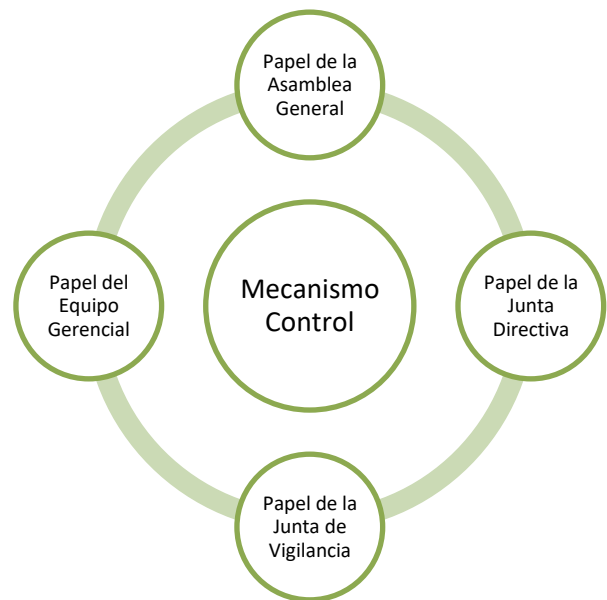 Papel de la
Asamblea
General
Papel del
Equipo
Gerencial
Mecanismo
Control
Papel de la
Junta
Directiva
Papel de la
Junta de
Vigilancia